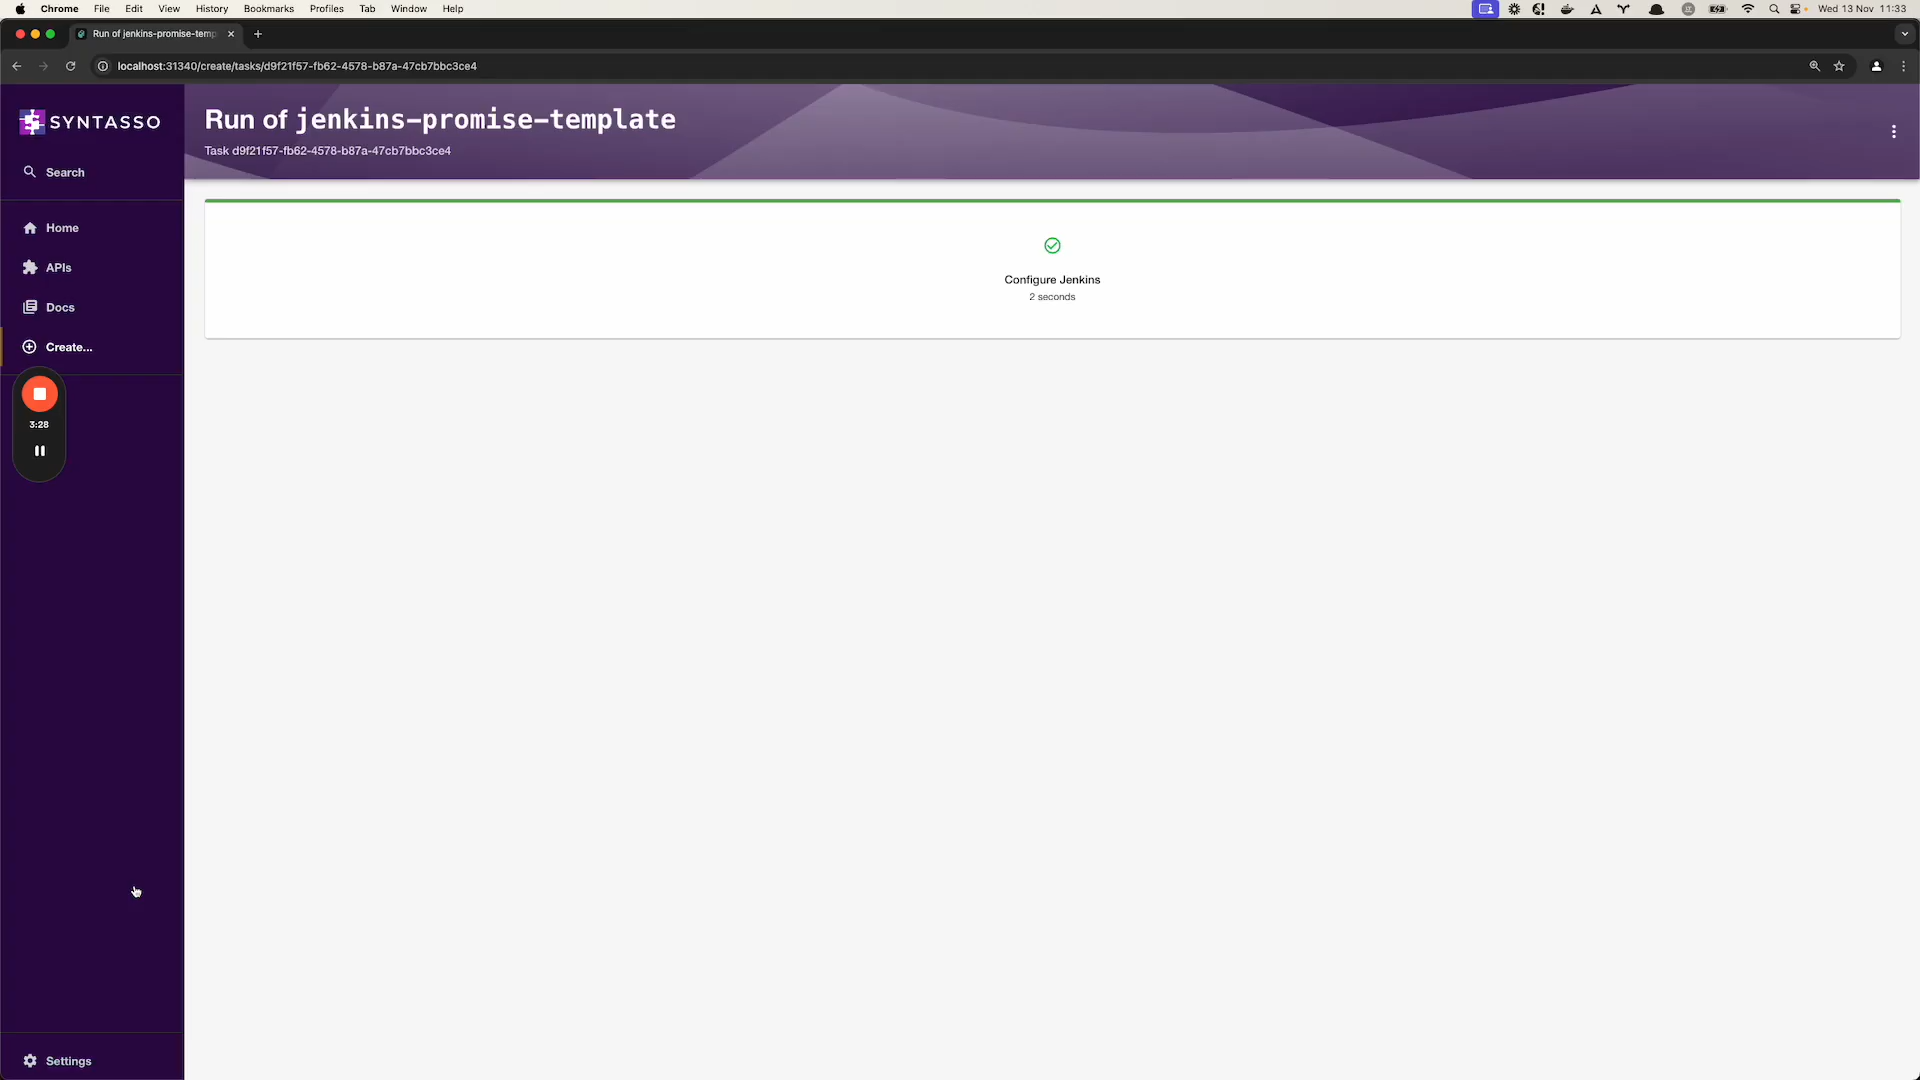 Chrome File Edit View History Bookmarks Profiles Tab Window Help
Wed 13 Nov 11:33
Run of jenkins-promise-temp
localhost:31340/create/tasks/d9f21f57-fb62-4578-b87a-47cb7bbc3ce4
SYNTASSO
Search
Home
APIs
Docs
Create...
3:28
Settings
Run of jenkins-promise-template
Task d9f21f57-fb62-4578-b87a-47cb7bbc3ce4
Configure Jenkins
2 seconds